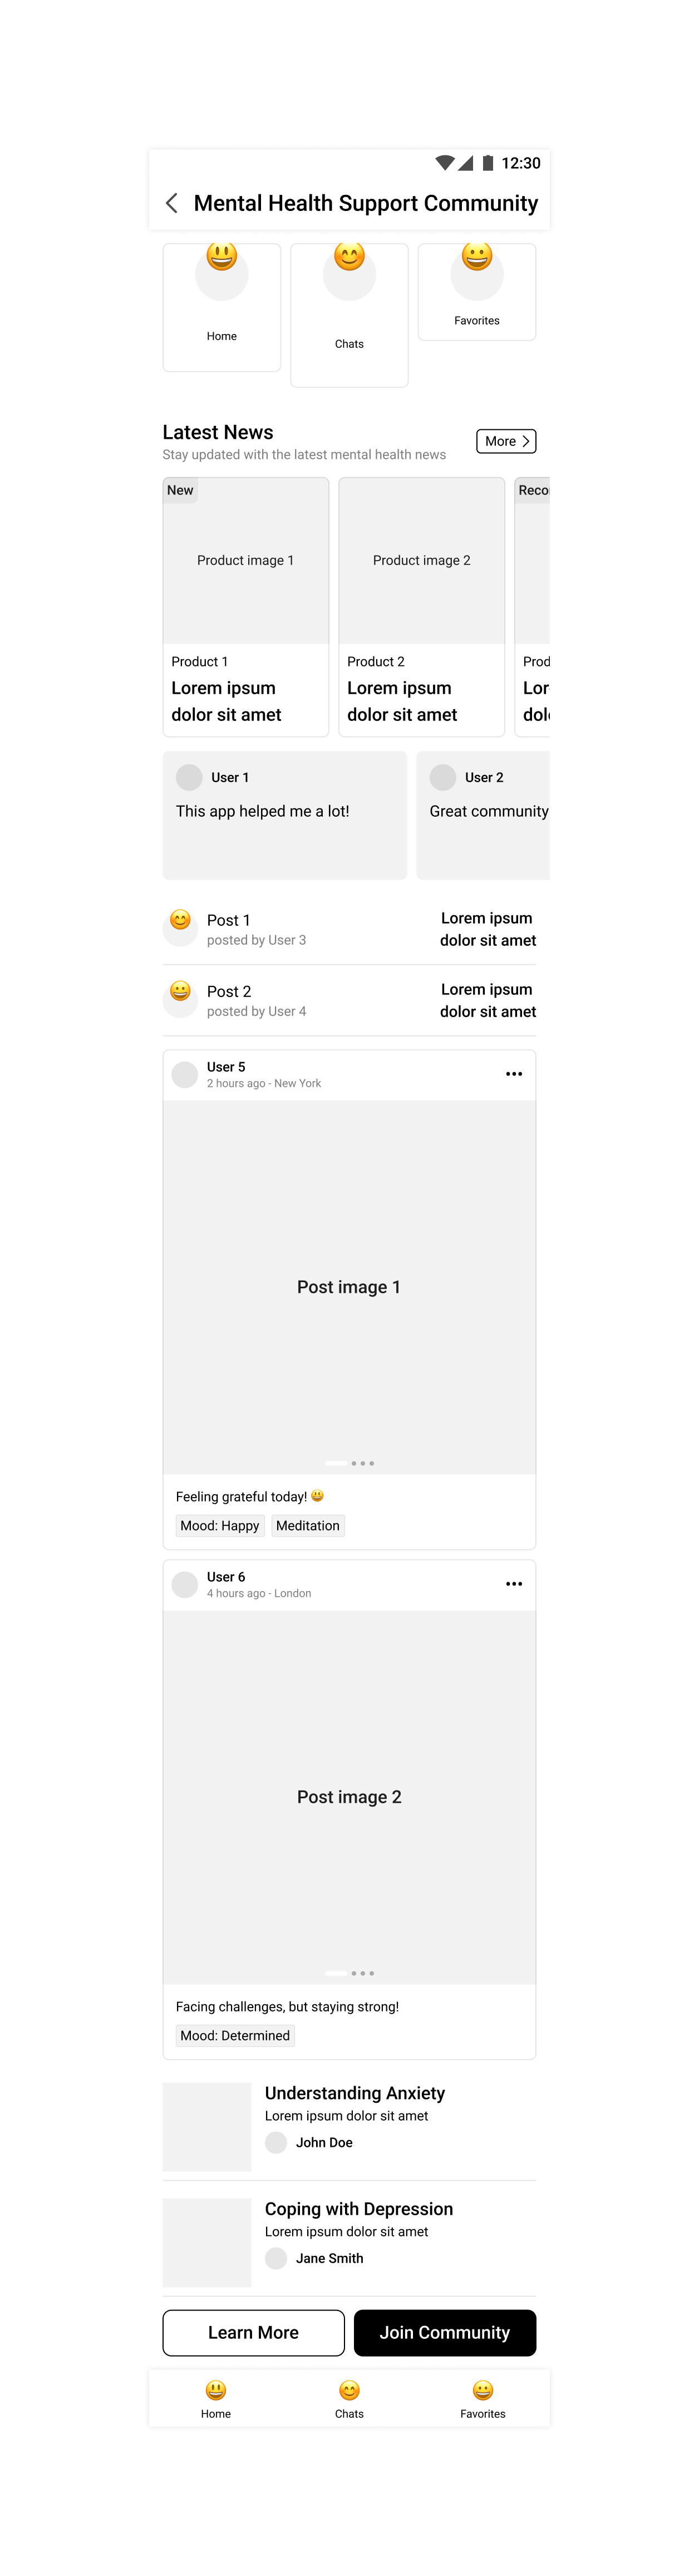 12:30
Mental Health Support Community
Home
Chats
Favorites
Latest News
Stay updated with the latest mental health news
More
New
Product image 1
Product 1
Lorem ipsum
dolor sit amet
Product image 2
Product 2
Lorem ipsum
dolor sit amet
Reco
Prod
Lor
dol
User 1
This app helped me a lot!
User 2
Great community
Post 1
posted by User 3
Lorem ipsum
dolor sit amet
Post 2
posted by User 4
Lorem ipsum
dolor sit amet
User 5
2 hours ago - New York
Post image 1
Feeling grateful today! 😃
Mood: Happy
Meditation
User 6
4 hours ago - London
Post image 2
Facing challenges, but staying strong!
Mood: Determined
Understanding Anxiety
Lorem ipsum dolor sit amet
John Doe
Coping with Depression
Lorem ipsum dolor sit amet
Jane Smith
Learn More
Join Community
Home
Chats
Favorites